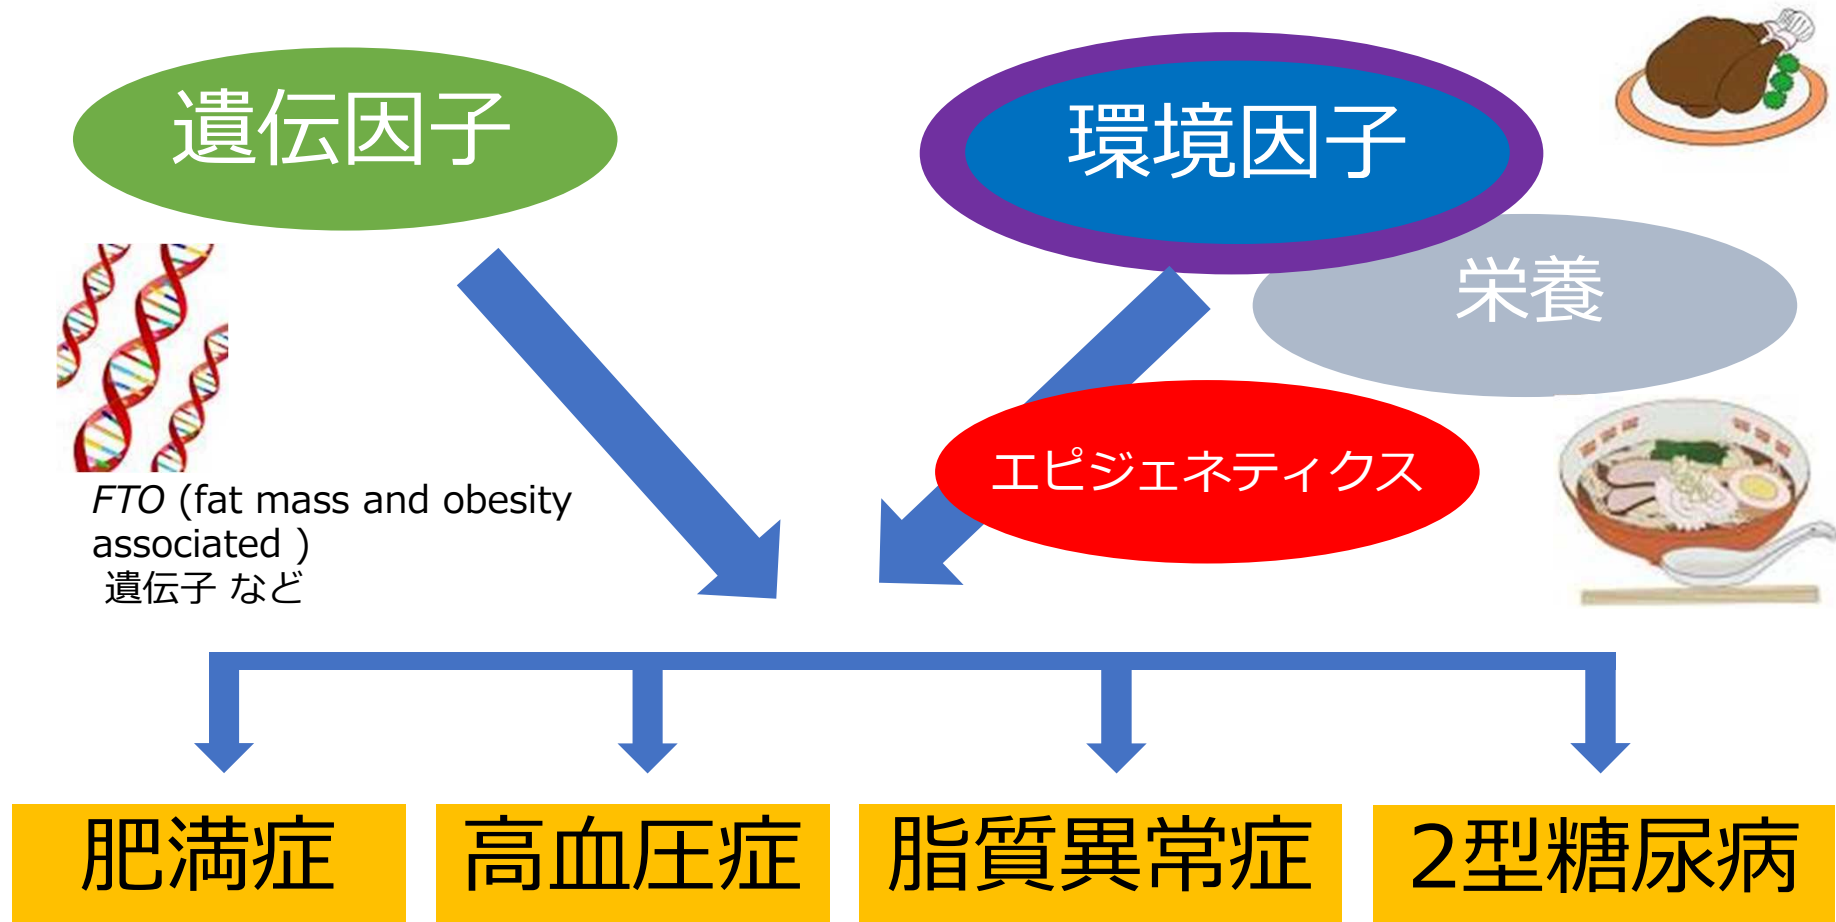 遺伝因子
環境因子
栄養
エピジェネティクス
FTO (fat mass and obesity
associated )
遺伝子 など
肥満症
高血圧症
脂質異常症
2型糖尿病